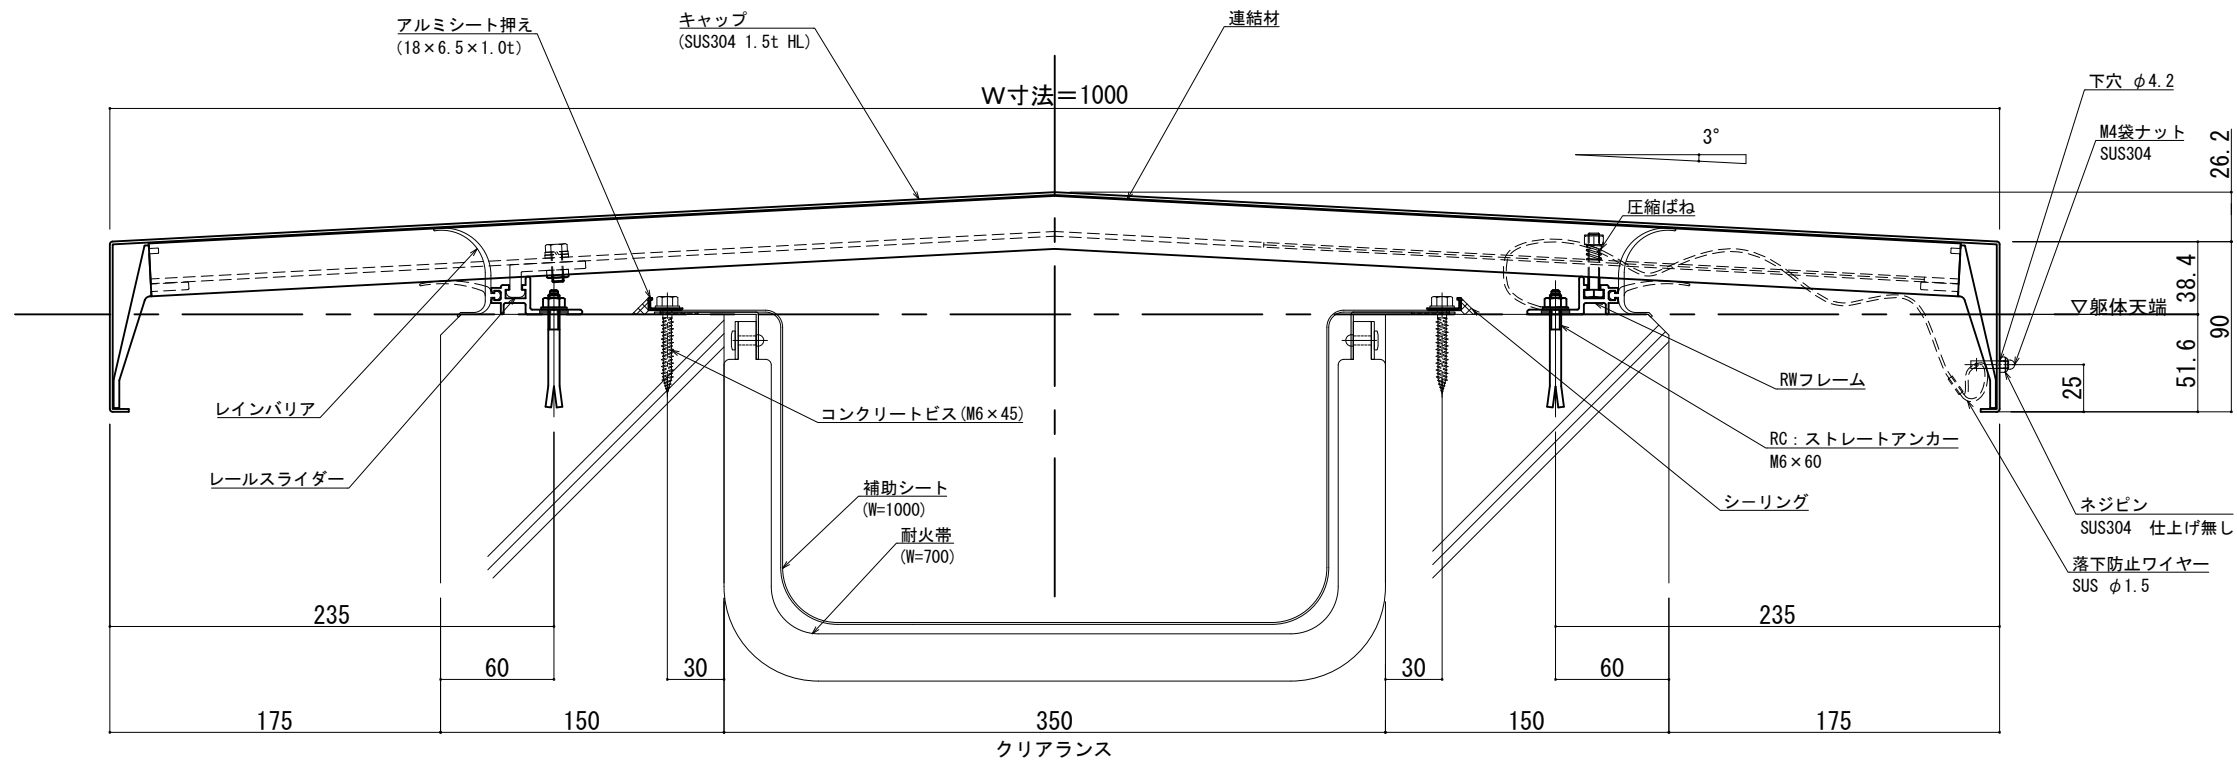 アルミシート押え
(18×6.5×1.0t)
キャップ
(SUS304 1.5t HL)
連結材
W寸法=1000
下穴 φ4.2
M4袋ナット
SUS304
3°
26.2
圧縮ばね
38.4
▽躯体天端
90
51.6
25
RWフレーム
レインバリア
コンクリートビス(M6×45)
RC：ストレートアンカー
M6×60
レールスライダー
補助シート
(W=1000)
シーリング
ネジピン
SUS304 仕上げ無し
耐火帯
(W=700)
落下防止ワイヤー
SUS φ1.5
235
235
60
30
30
60
175
150
350
150
175
クリアランス